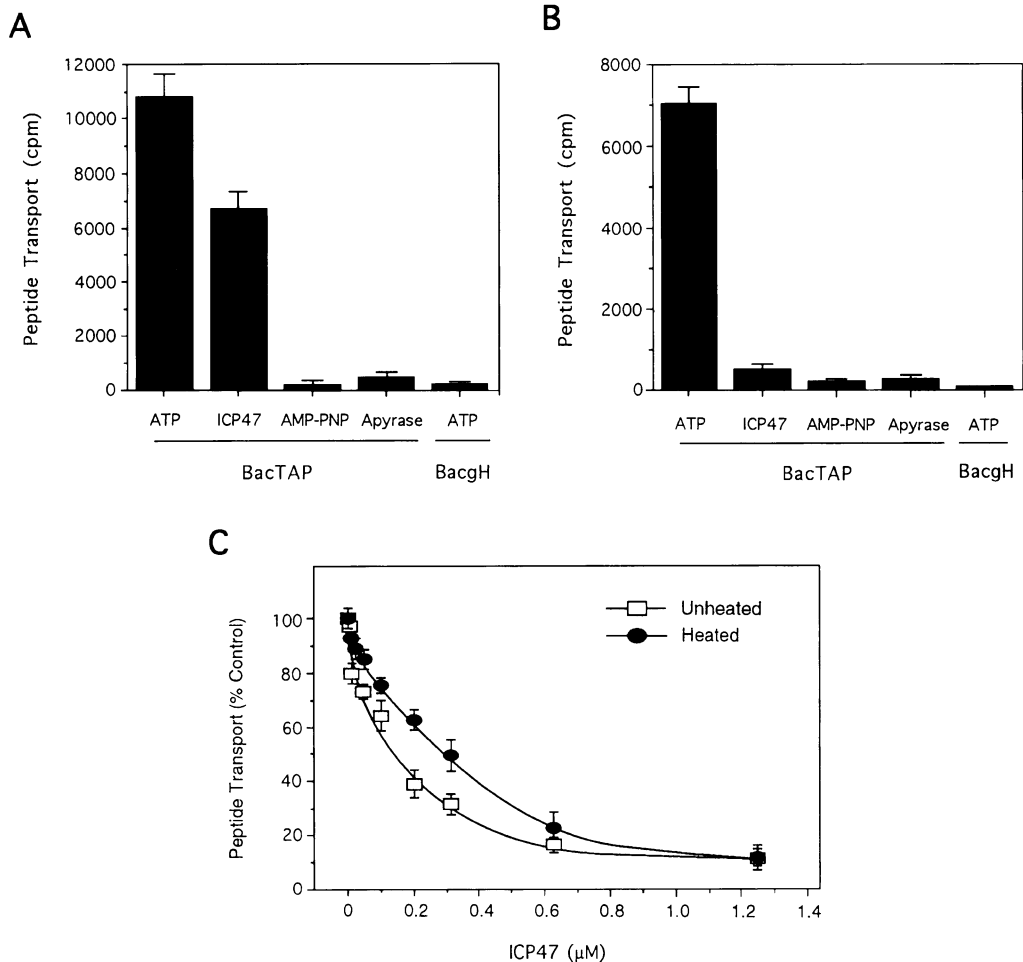 A
Peptide Transport (cpm)
12000
10000
8000
6000
4000
2000
0
ATP ICP47 AMP-PNP Apyrase ATP
BacTAP BacgH
B
Peptide Transport (cpm)
8000
6000
4000
2000
0
ATP ICP47 AMP-PNP Apyrase ATP
BacTAP BacgH
C
Peptide Transport (% Control)
100
80
60
40
20
0
Unheated
Heated
0 0.2 0.4 0.6 0.8 1.0 1.2 1.4
ICP47 (µM)